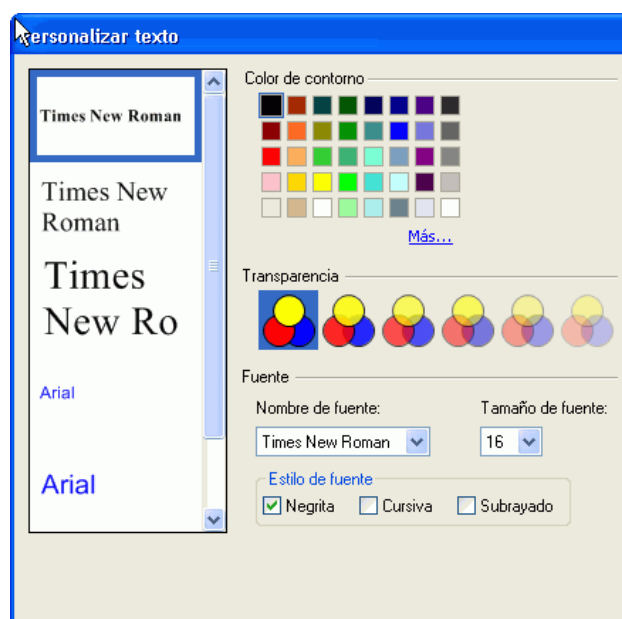 Personalizar texto
Times New Roman
Times New
Roman
Times
New Ro
Arial
Arial
Color de contorno
Más...
Transparencia
Fuente
Nombre de fuente:
Tamaño de fuente:
Times New Roman
16
Estilo de fuente
Negrita
Cursiva
Subrayado